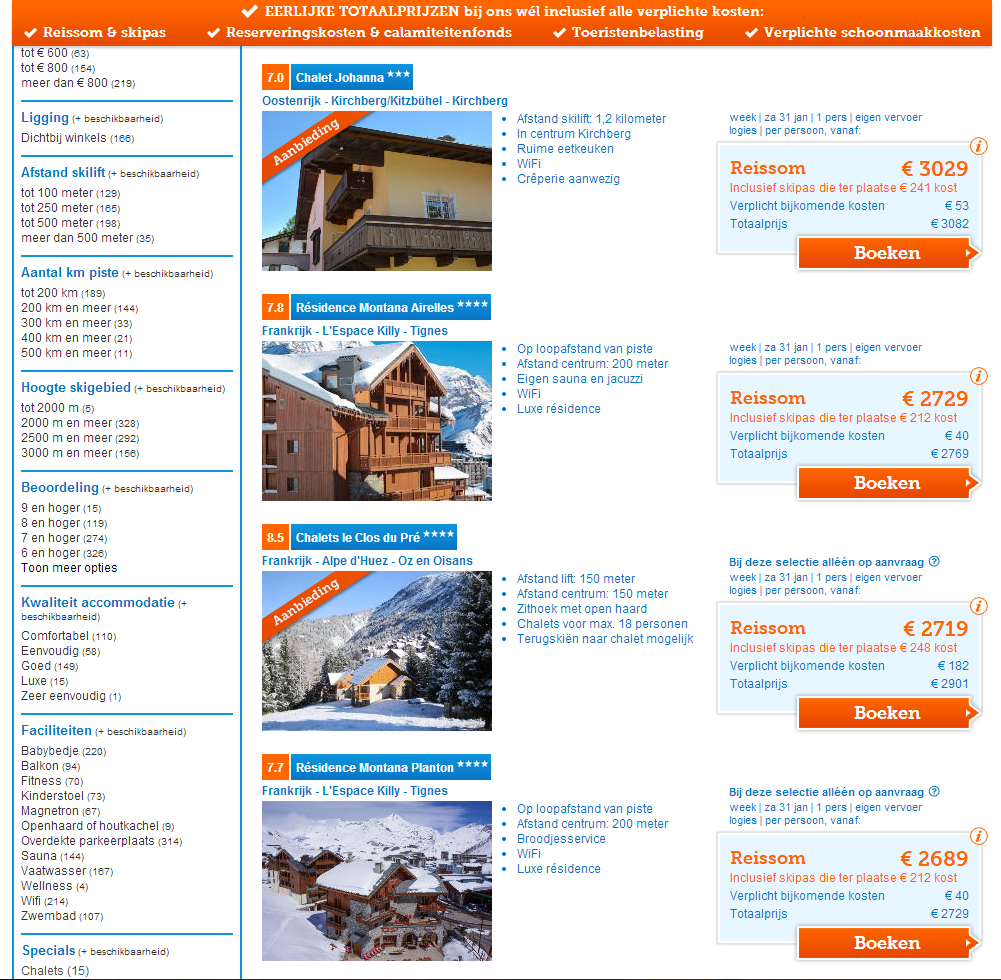 EERLIJKE TOTAALPRIJZEN bij ons wél inclusief alle verplichte kosten:
Reissom & skipas
Reserveringskosten & calamiteitenfonds
Toeristenbelasting
Verplichte schoonmaakkosten
tot € 600 (63)
tot € 800 (154)
meer dan € 800 (219)
Ligging (+ beschikbaarheid)
Dichtbij winkels (166)
Afstand skilift (+ beschikbaarheid)
tot 100 meter (129)
tot 250 meter (165)
tot 500 meter (198)
meer dan 500 meter (35)
Aantal km piste (+ beschikbaarheid)
tot 200 km (189)
200 km en meer (144)
300 km en meer (33)
400 km en meer (21)
500 km en meer (11)
Hoogte skigebied (+ beschikbaarheid)
tot 2000 m (5)
2000 m en meer (328)
2500 m en meer (292)
3000 m en meer (156)
Beoordeling (+ beschikbaarheid)
9 en hoger (15)
8 en hoger (119)
7 en hoger (274)
6 en hoger (326)
Toon meer opties
Kwaliteit accommodatie (+
beschikbaarheid)
Comfortabel (110)
Eenvoudig (58)
Goed (149)
Luxe (15)
Zeer eenvoudig (1)
Faciliteiten (+ beschikbaarheid)
Babybedje (220)
Balkon (94)
Fitness (70)
Kinderstoel (73)
Magnetron (67)
Openhaard of houtkachel (9)
Overdekte parkeerplaats (314)
Sauna (144)
Vaatwasser (167)
Wellness (4)
Wifi (214)
Zwembad (107)
Specials (+ beschikbaarheid)
Chalets (15)
7.0 Chalet Johanna ***
Oostenrijk - Kirchberg/Kitzbühel - Kirchberg
Aanbieding
Afstand skilift: 1,2 kilometer
In centrum Kirchberg
Ruime eetkeuken
WiFi
Crêperie aanwezig
week | za 31 jan | 1 pers | eigen vervoer
logies | per persoon, vanaf:
i
Reissom € 3029
Inclusief skipas die ter plaatse € 241 kost
Verplicht bijkomende kosten € 53
Totaalprijs € 3082
Boeken
7.8 Résidence Montana Airelles ****
Frankrijk - L'Espace Killy - Tignes
Op loopafstand van piste
Afstand centrum: 200 meter
Eigen sauna en jacuzzi
WiFi
Luxe résidence
week | za 31 jan | 1 pers | eigen vervoer
logies | per persoon, vanaf:
i
Reissom € 2729
Inclusief skipas die ter plaatse € 212 kost
Verplicht bijkomende kosten € 40
Totaalprijs € 2769
Boeken
8.5 Chalets le Clos du Pré ****
Frankrijk - Alpe d'Huez - Oz en Oisans
Aanbieding
Afstand lift: 150 meter
Afstand centrum: 150 meter
Zithoek met open haard
Chalets voor max. 18 personen
Terugskiën naar chalet mogelijk
Bij deze selectie alléén op aanvraag ?
week | za 31 jan | 1 pers | eigen vervoer
logies | per persoon, vanaf:
i
Reissom € 2719
Inclusief skipas die ter plaatse € 248 kost
Verplicht bijkomende kosten € 182
Totaalprijs € 2901
Boeken
7.7 Résidence Montana Planton ****
Frankrijk - L'Espace Killy - Tignes
Op loopafstand van piste
Afstand centrum: 200 meter
Broodjesservice
WiFi
Luxe résidence
Bij deze selectie alléén op aanvraag ?
week | za 31 jan | 1 pers | eigen vervoer
logies | per persoon, vanaf:
i
Reissom € 2689
Inclusief skipas die ter plaatse € 212 kost
Verplicht bijkomende kosten € 40
Totaalprijs € 2729
Boeken